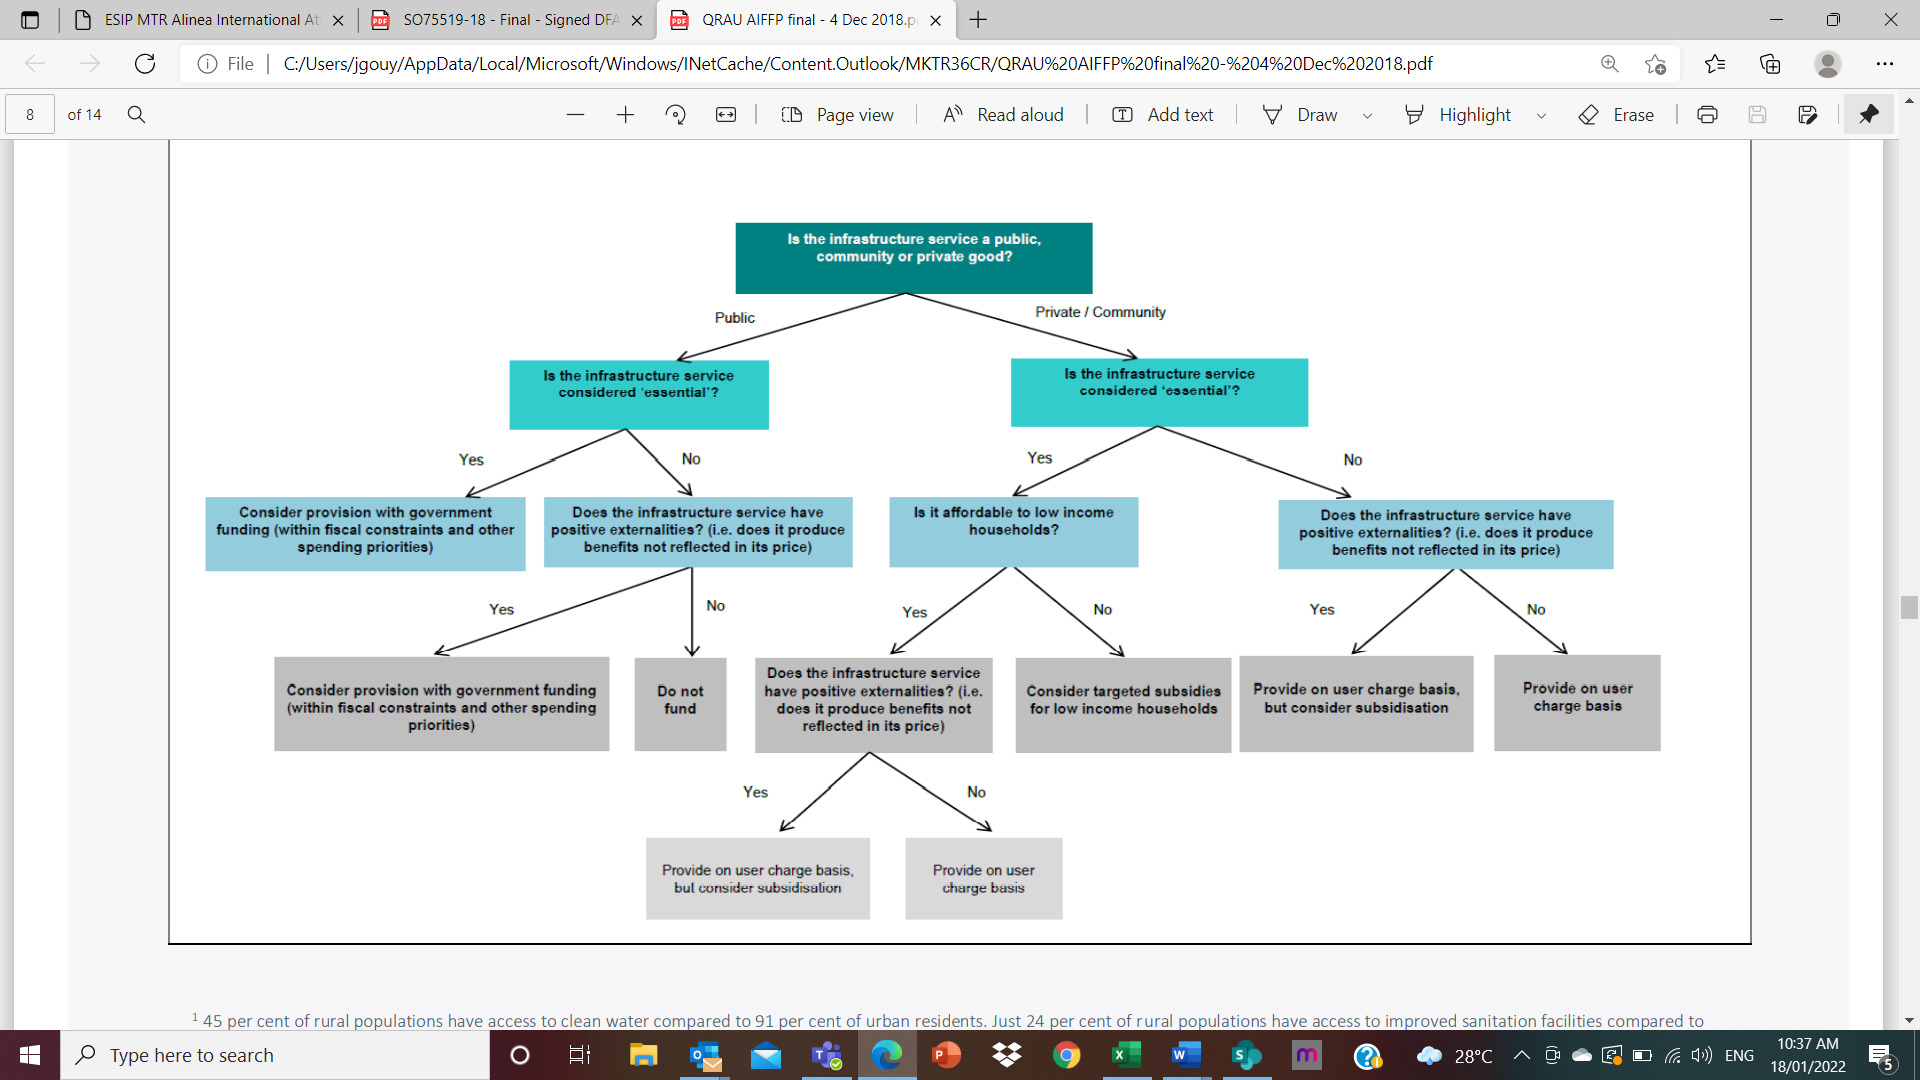 ESIP MTR Alinea International At
SO75519-18 - Final - Signed DFA
QRAU AIFFP final - 4 Dec 2018.p
File
C:/Users/jgouy/AppData/Local/Microsoft/Windows/INetCache/Content.Outlook/MKTR36CR/QRAU%20AIFFP%20final%20-%204%20Dec%202018.pdf
8 of 14
Page view
Read aloud
Add text
Draw
Highlight
Erase
Is the infrastructure service a public,
community or private good?
Public
Private / Community
Is the infrastructure service
considered ‘essential’?
Is the infrastructure service
considered ‘essential’?
Yes
No
Yes
No
Consider provision with government
funding (within fiscal constraints and other
spending priorities)
Does the infrastructure service have
positive externalities? (i.e. does it produce
benefits not reflected in its price)
Is it affordable to low income
households?
Does the infrastructure service have
positive externalities? (i.e. does it produce
benefits not reflected in its price)
Yes
No
Yes
No
Yes
No
Consider provision with government funding
(within fiscal constraints and other spending
priorities)
Do not
fund
Does the infrastructure service
have positive externalities? (i.e.
does it produce benefits not
reflected in its price)
Consider targeted subsidies
for low income households
Provide on user charge basis,
but consider subsidisation
Provide on user
charge basis
Yes
No
Provide on user charge basis,
but consider subsidisation
Provide on user
charge basis
1 45 per cent of rural populations have access to clean water compared to 91 per cent of urban residents. Just 24 per cent of rural populations have access to improved sanitation facilities compared to
Type here to search
28°C
ENG
10:37 AM
18/01/2022
5